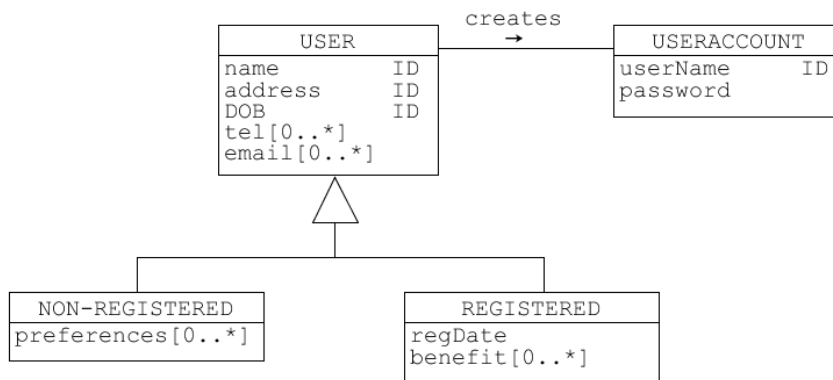 creates
→
USER
name ID
address ID
DOB ID
tel[0..*]
email[0..*]
USERACCOUNT
userName ID
password
NON-REGISTERED
preferences[0..*]
REGISTERED
regDate
benefit[0..*]